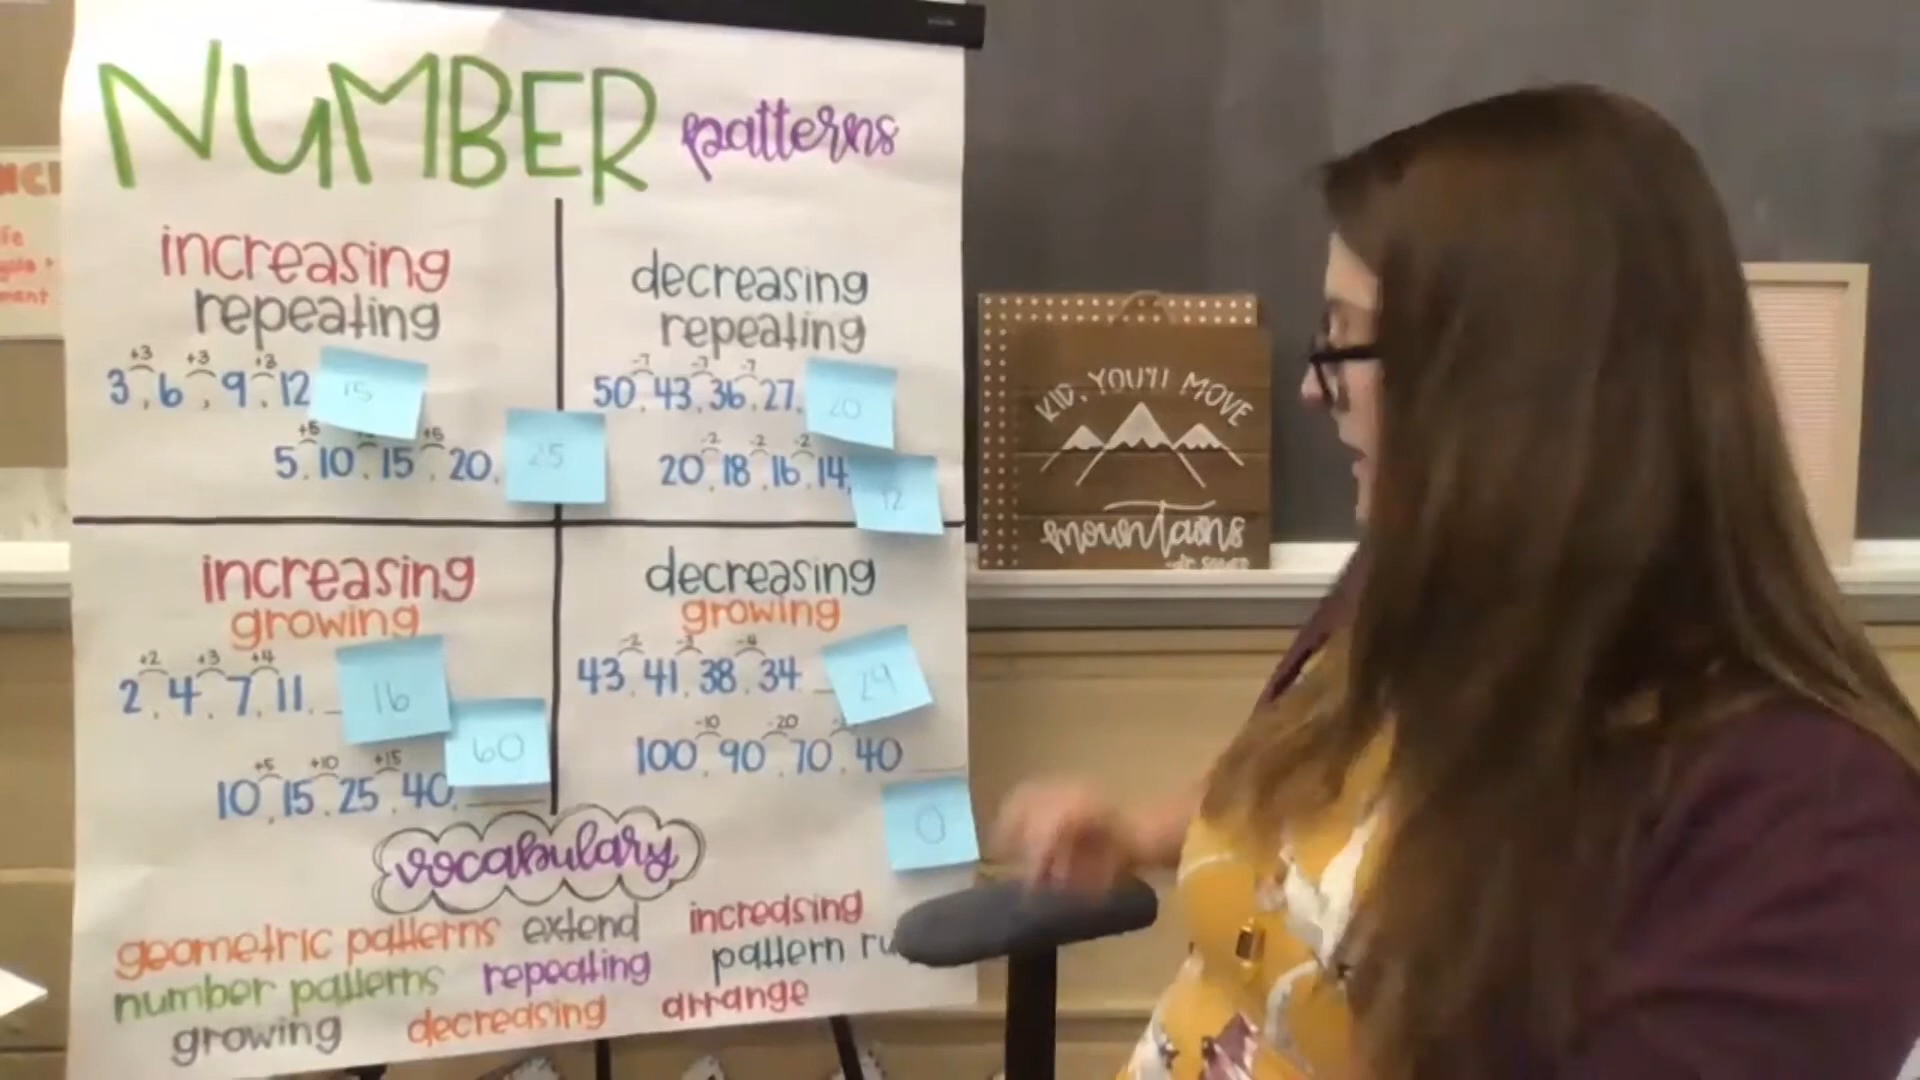 NUMBER patterns
increasing
repeating
+3 +3 +3
3, 6, 9, 12 15
+5 +5
5, 10, 15, 20, 25
decreasing
repeating
-7 -7 -7
50, 43, 36, 27, 20
-2 -2 -2
20, 18, 16, 14, 12
increasing
growing
+2 +3 +4
2, 4, 7, 11, _ 16
+5 +10 +15
10, 15, 25, 40, 60
decreasing
growing
-2 -3 -4
43, 41, 38, 34 _ 29
-10 -20
100, 90, 70, 40
0
vocabulary
geometric patterns extend increasing
number patterns repeating pattern ru
growing decreasing arrange
KID, YOU'll MOVE
mountains